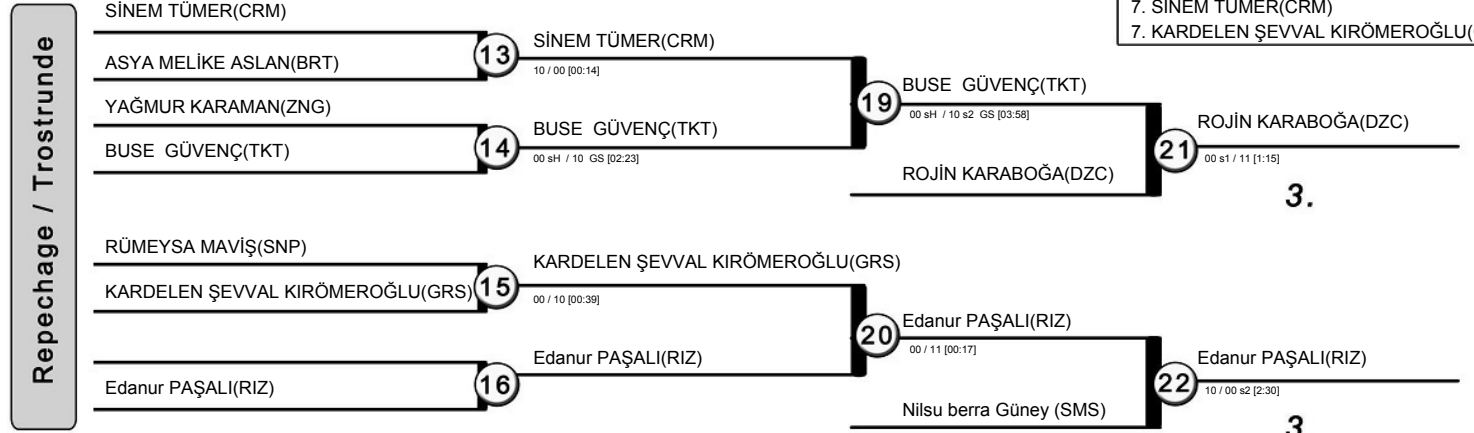 7. SİNEM TÜMER(CRM)
7. KARDELEN ŞEVVAL KIRÖMEROĞLU(
Repechage / Trostrunde
SİNEM TÜMER(CRM)
ASYA MELİKE ASLAN(BRT)
13
SİNEM TÜMER(CRM)
10 / 00 [00:14]
YAĞMUR KARAMAN(ZNG)
BUSE GÜVENÇ(TKT)
14
BUSE GÜVENÇ(TKT)
00 sH / 10 GS [02:23]
19
BUSE GÜVENÇ(TKT)
00 sH / 10 s2 GS [03:58]
ROJİN KARABOĞA(DZC)
21
ROJİN KARABOĞA(DZC)
00 s1 / 11 [1:15]
3.
RÜMEYSA MAVİŞ(SNP)
KARDELEN ŞEVVAL KIRÖMEROĞLU(GRS)
15
KARDELEN ŞEVVAL KIRÖMEROĞLU(GRS)
00 / 10 [00:39]
Edanur PAŞALI(RIZ)
16
Edanur PAŞALI(RIZ)
20
Edanur PAŞALI(RIZ)
00 / 11 [00:17]
Nilsu berra Güney (SMS)
22
Edanur PAŞALI(RIZ)
10 / 00 s2 [2:30]
3